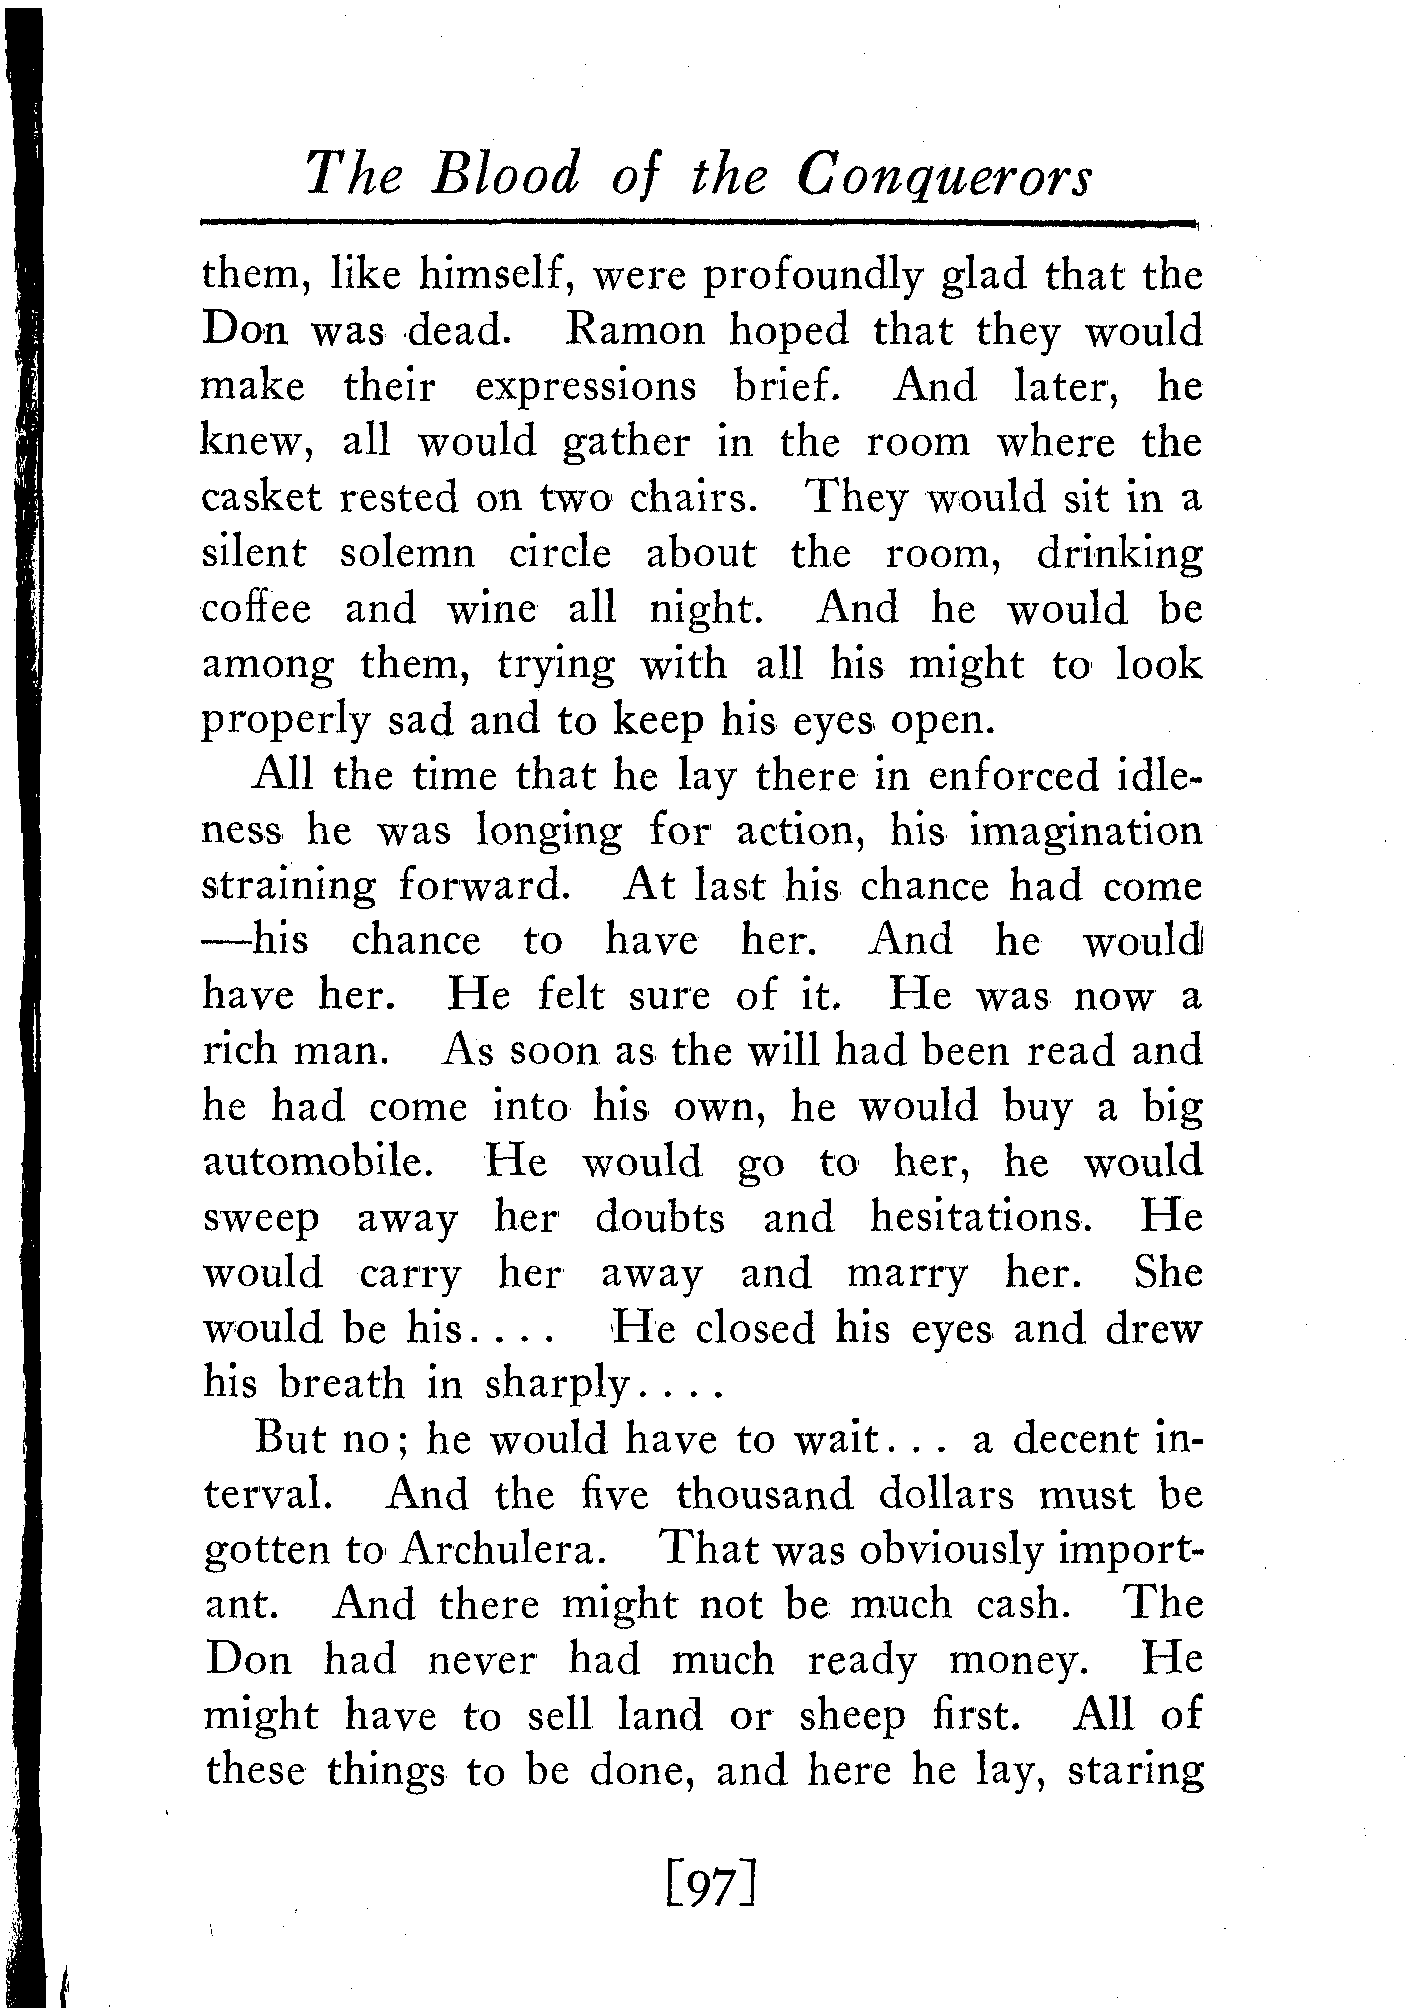 The Blood of the Conquerors
them, like himself, were profoundly glad that the
Don was dead. Ramon hoped that they would
make their expressions brief. And later, he
knew, all would gather in the room where the
casket rested on two chairs. They would sit in a
silent solemn circle about the room, drinking
coffee and wine all night. And he would be
among them, trying with all his might to look
properly sad and to keep his eyes open.
All the time that he lay there in enforced idle-
ness he was longing for action, his imagination
straining forward. At last his chance had come
—his chance to have her. And he would
have her. He felt sure of it. He was now a
rich man. As soon as the will had been read and
he had come into his own, he would buy a big
automobile. He would go to her, he would
sweep away her doubts and hesitations. He
would carry her away and marry her. She
would be his.... He closed his eyes and drew
his breath in sharply....
But no; he would have to wait... a decent in-
terval. And the five thousand dollars must be
gotten to Archulera. That was obviously import-
ant. And there might not be much cash. The
Don had never had much ready money. He
might have to sell land or sheep first. All of
these things to be done, and here he lay, staring
[97]